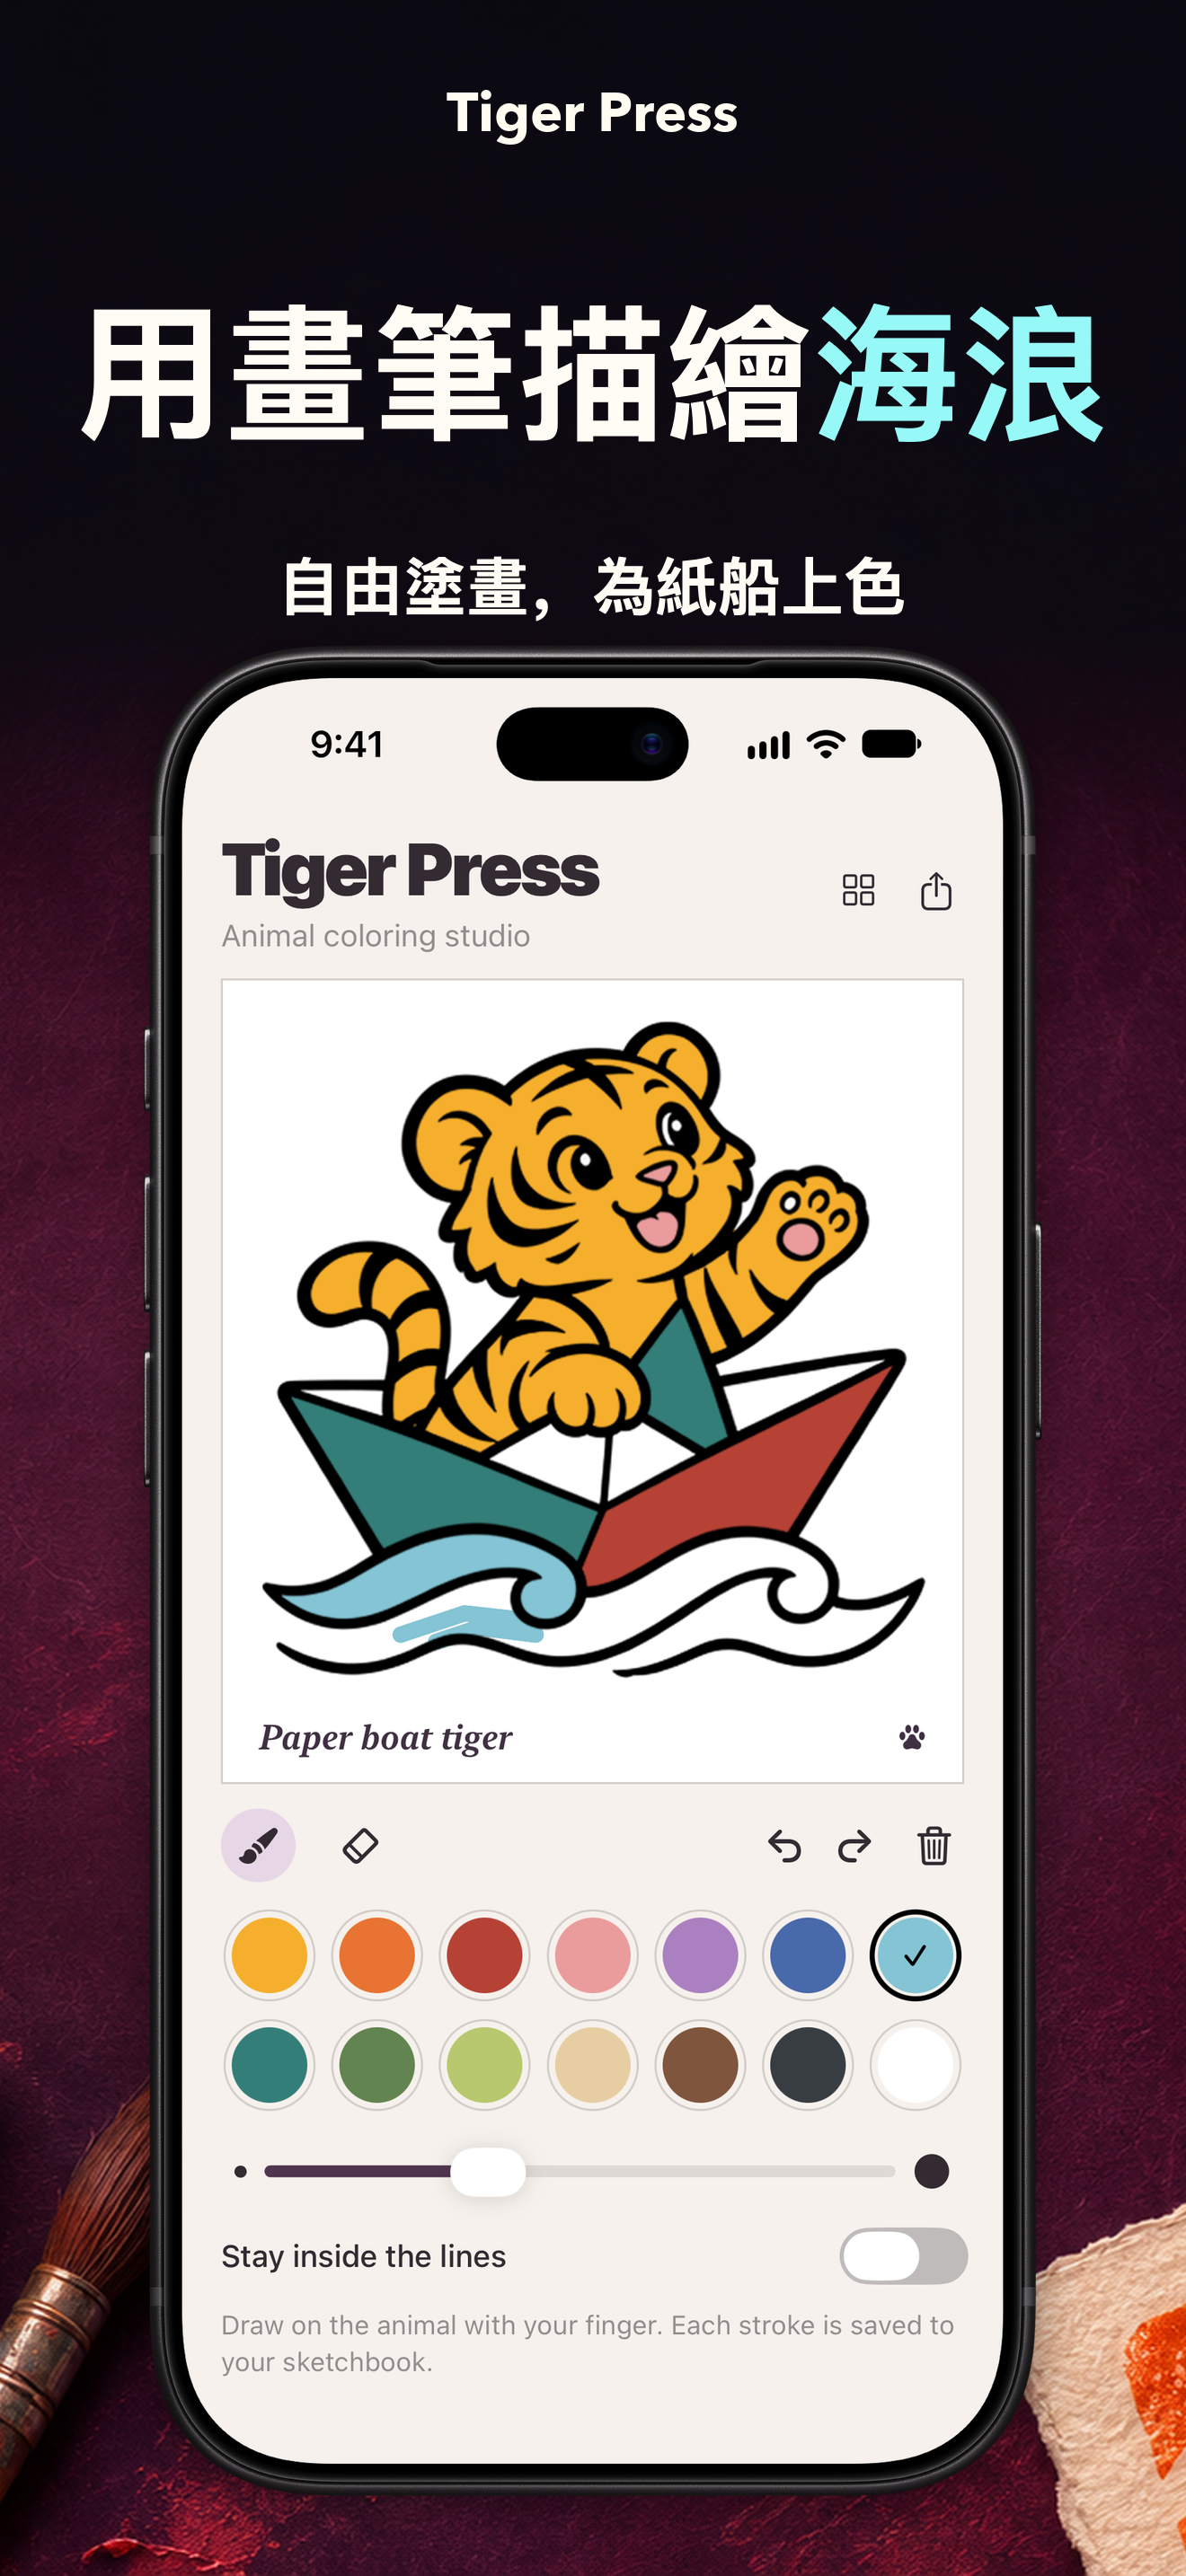 Tiger Press
用畫筆描繪海浪
自由塗畫，為紙船上色
9:41
Tiger Press
Animal coloring studio
Paper boat tiger
Stay inside the lines
Draw on the animal with your finger. Each stroke is saved to
your sketchbook.